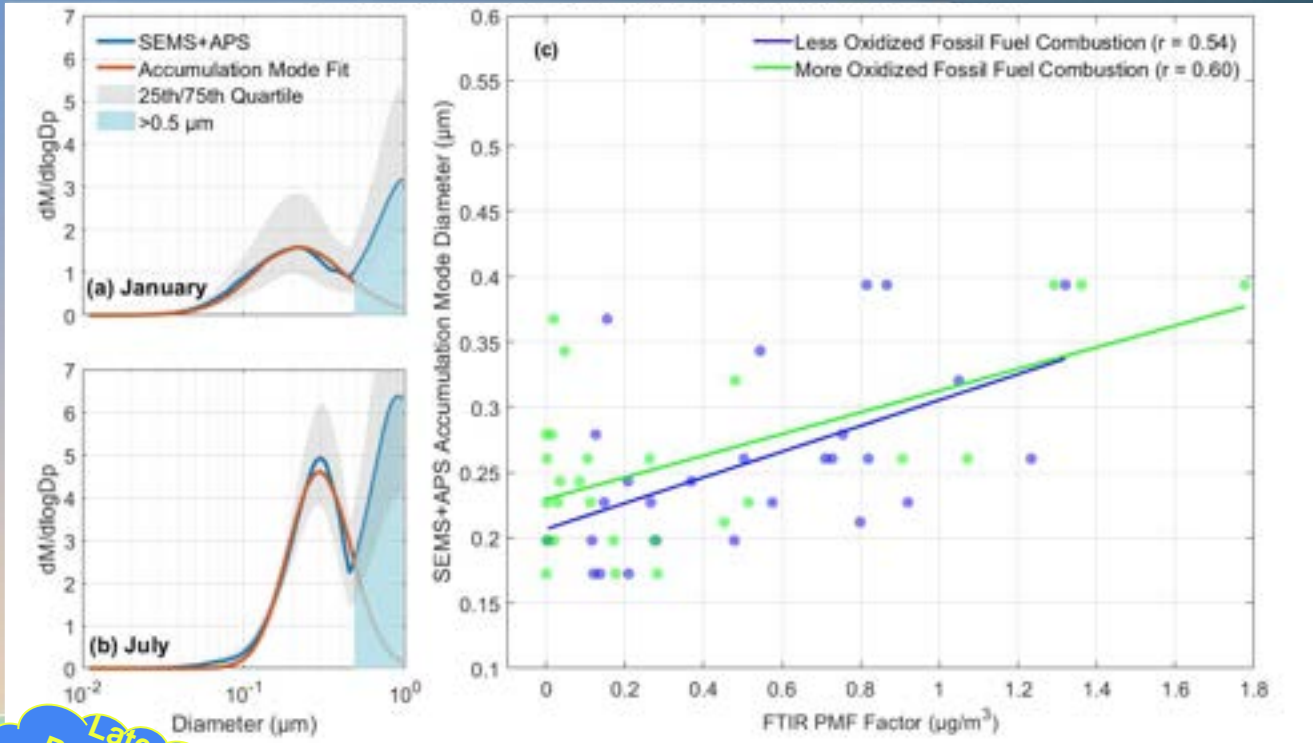 7
6
5
4
3
2
1
0
dM/dlogDp
SEMS+APS
Accumulation Mode Fit
25th/75th Quartile
>0.5 µm
(a) January
7
6
5
4
3
2
1
0
dM/dlogDp
(b) July
10⁻² 10⁻¹ 10⁰
Diameter (µm)
(c)
Less Oxidized Fossil Fuel Combustion (r = 0.54)
More Oxidized Fossil Fuel Combustion (r = 0.60)
0.6
0.55
0.5
0.45
0.4
0.35
0.3
0.25
0.2
0.15
0.1
SEMS+APS Accumulation Mode Diameter (µm)
0 0.2 0.4 0.6 0.8 1 1.2 1.4 1.6 1.8
FTIR PMF Factor (µg/m³)